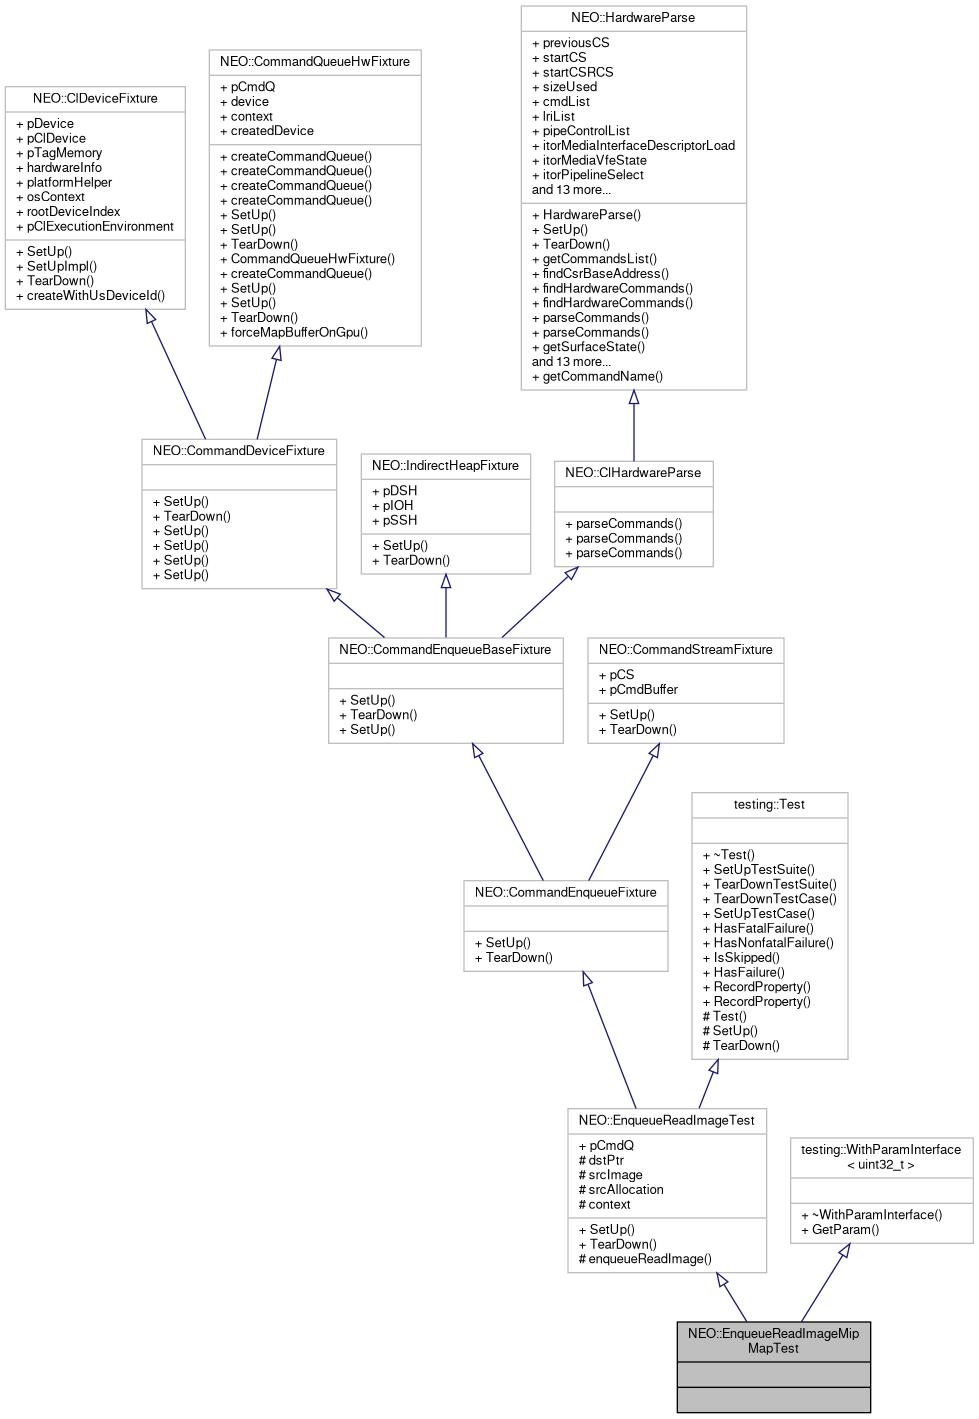 NEO::HardwareParse
+ previousCS
+ startCS
+ startCSRCS
+ sizeUsed
+ cmdList
+ lriList
+ pipeControlList
+ itorMediaInterfaceDescriptorLoad
+ itorMediaVfeState
+ itorPipelineSelect
and 13 more...
+ HardwareParse()
+ SetUp()
+ TearDown()
+ getCommandsList()
+ findCsrBaseAddress()
+ findHardwareCommands()
+ findHardwareCommands()
+ parseCommands()
+ parseCommands()
+ getSurfaceState()
and 13 more...
+ getCommandName()
NEO::CommandQueueHwFixture
+ pCmdQ
+ device
+ context
+ createdDevice
+ createCommandQueue()
+ createCommandQueue()
+ createCommandQueue()
+ createCommandQueue()
+ SetUp()
+ SetUp()
+ TearDown()
+ CommandQueueHwFixture()
+ createCommandQueue()
+ SetUp()
+ SetUp()
+ TearDown()
+ forceMapBufferOnGpu()
NEO::ClDeviceFixture
+ pDevice
+ pClDevice
+ pTagMemory
+ hardwareInfo
+ platformHelper
+ osContext
+ rootDeviceIndex
+ pClExecutionEnvironment
+ SetUp()
+ SetUpImpl()
+ TearDown()
+ createWithUsDeviceId()
NEO::CommandDeviceFixture
+ SetUp()
+ TearDown()
+ SetUp()
+ SetUp()
+ SetUp()
+ SetUp()
NEO::IndirectHeapFixture
+ pDSH
+ pIOH
+ pSSH
+ SetUp()
+ TearDown()
NEO::ClHardwareParse
+ parseCommands()
+ parseCommands()
+ parseCommands()
NEO::CommandEnqueueBaseFixture
+ SetUp()
+ TearDown()
+ SetUp()
NEO::CommandStreamFixture
+ pCS
+ pCmdBuffer
+ SetUp()
+ TearDown()
testing::Test
+ ~Test()
+ SetUpTestSuite()
+ TearDownTestSuite()
+ TearDownTestCase()
+ SetUpTestCase()
+ HasFatalFailure()
+ HasNonfatalFailure()
+ IsSkipped()
+ HasFailure()
+ RecordProperty()
+ RecordProperty()
# Test()
# SetUp()
# TearDown()
NEO::CommandEnqueueFixture
+ SetUp()
+ TearDown()
NEO::EnqueueReadImageTest
+ pCmdQ
# dstPtr
# srcImage
# srcAllocation
# context
+ SetUp()
+ TearDown()
# enqueueReadImage()
testing::WithParamInterface
< uint32_t >
+ ~WithParamInterface()
+ GetParam()
NEO::EnqueueReadImageMip
MapTest